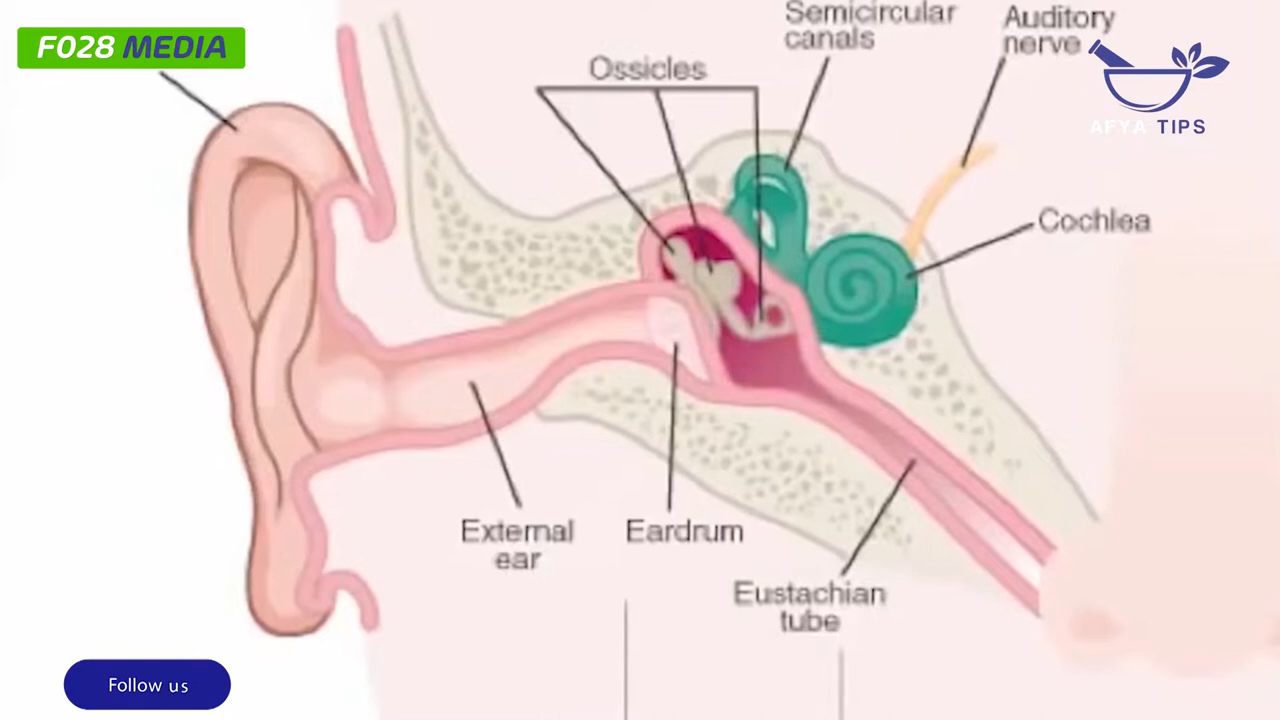 F028 MEDIA
Semicircular
canals
Auditory
nerve
Ossicles
AFYA TIPS
Cochlea
External
ear
Eardrum
Eustachian
tube
Follow us